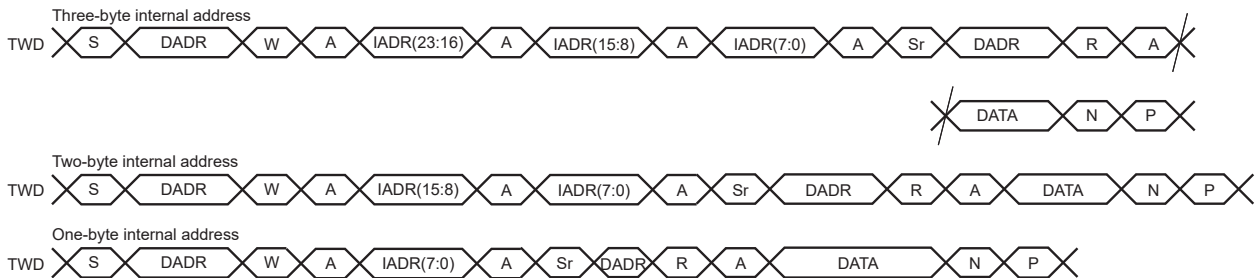 Three-byte internal address
TWD S DADR W A IADR(23:16) A IADR(15:8) A IADR(7:0) A Sr DADR R A
DATA N P
Two-byte internal address
TWD S DADR W A IADR(15:8) A IADR(7:0) A Sr DADR R A DATA N P
One-byte internal address
TWD S DADR W A IADR(7:0) A Sr DADR R A DATA N P